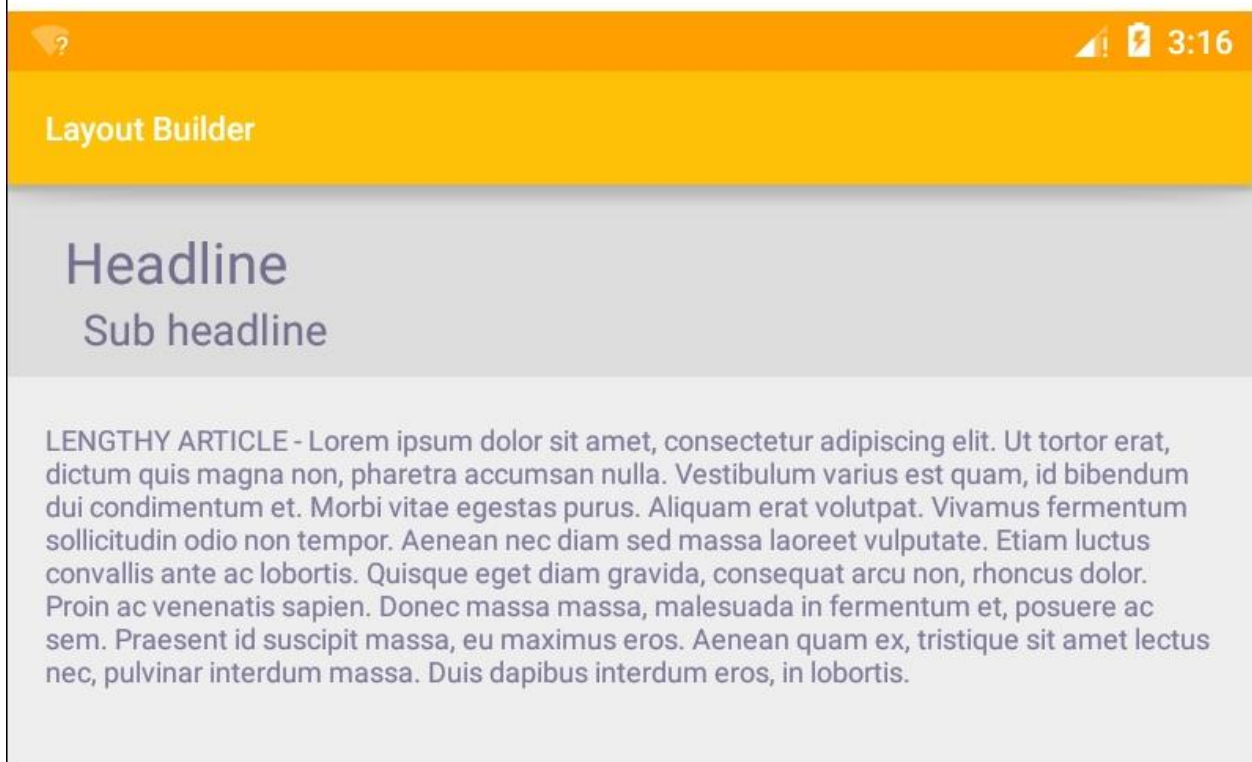 ?
! 3:16
Layout Builder
Headline
Sub headline
LENGTHY ARTICLE - Lorem ipsum dolor sit amet, consectetur adipiscing elit. Ut tortor erat,
dictum quis magna non, pharetra accumsan nulla. Vestibulum varius est quam, id bibendum
dui condimentum et. Morbi vitae egestas purus. Aliquam erat volutpat. Vivamus fermentum
sollicitudin odio non tempor. Aenean nec diam sed massa laoreet vulputate. Etiam luctus
convallis ante ac lobortis. Quisque eget diam gravida, consequat arcu non, rhoncus dolor.
Proin ac venenatis sapien. Donec massa massa, malesuada in fermentum et, posuere ac
sem. Praesent id suscipit massa, eu maximus eros. Aenean quam ex, tristique sit amet lectus
nec, pulvinar interdum massa. Duis dapibus interdum eros, in lobortis.